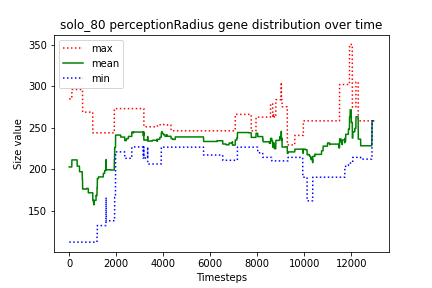 solo_80 perceptionRadius gene distribution over time
max
mean
min
350
300
250
200
150
Size value
0
2000
4000
6000
8000
10000
12000
Timesteps